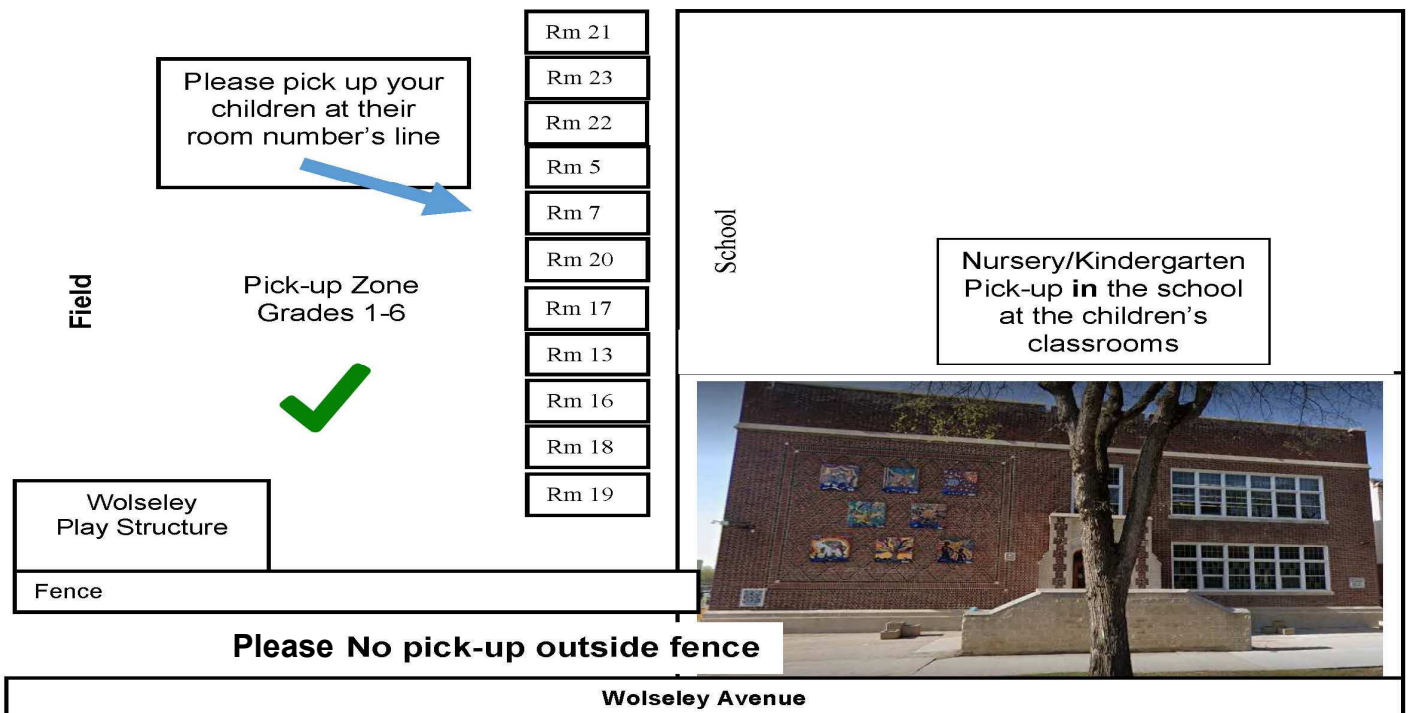 Please pick up your
children at their
room number's line
Rm 21
Rm 23
Rm 22
Rm 5
Rm 7
Rm 20
Rm 17
Rm 13
Rm 16
Rm 18
Rm 19
Field
Pick-up Zone
Grades 1-6
School
Nursery/Kindergarten
Pick-up in the school
at the children's
classrooms
Wolseley
Play Structure
Fence
Please No pick-up outside fence
Wolseley Avenue